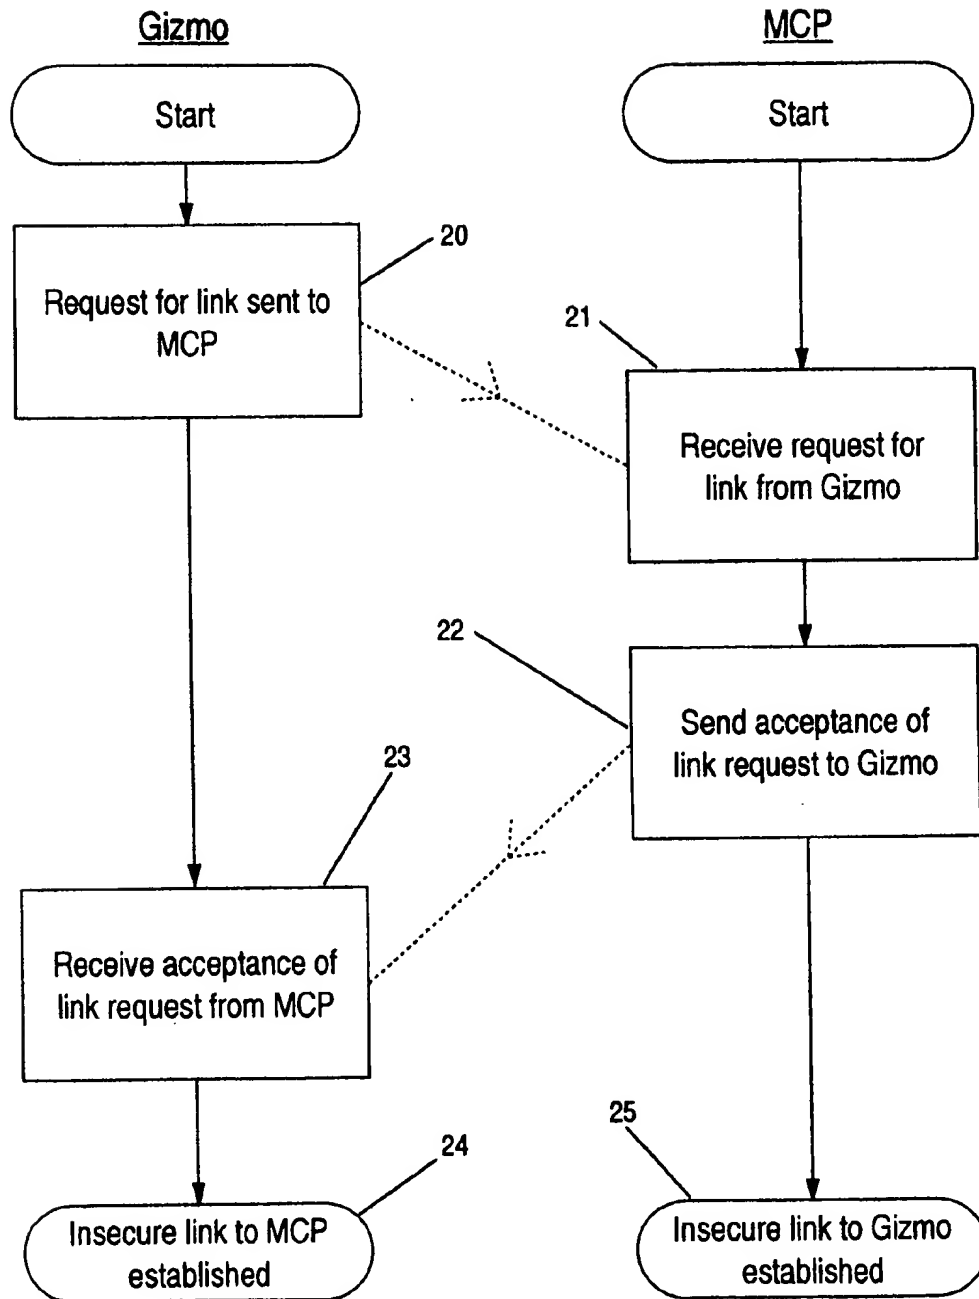 Gizmo
MCP
Start
Start
20
Request for link sent to
MCP
21
Receive request for
link from Gizmo
22
Send acceptance of
link request to Gizmo
23
Receive acceptance of
link request from MCP
24
Insecure link to MCP
established
25
Insecure link to Gizmo
established